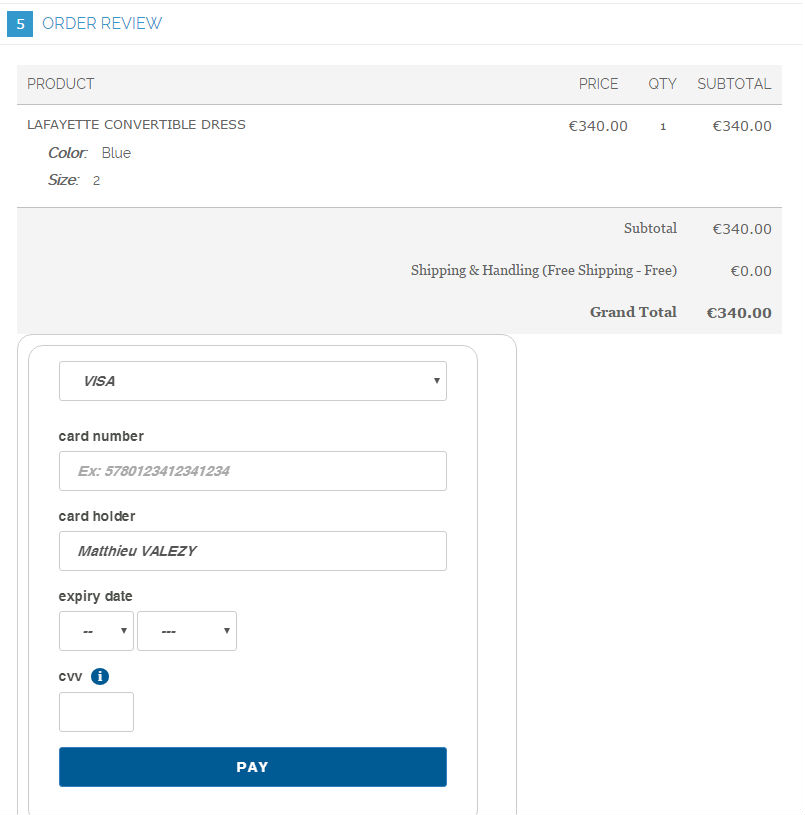 5 ORDER REVIEW
PRODUCT PRICE QTY SUBTOTAL
LAFAYETTE CONVERTIBLE DRESS €340.00 1 €340.00
Color: Blue
Size: 2
Subtotal €340.00
Shipping & Handling (Free Shipping - Free) €0.00
Grand Total €340.00
VISA
card number
Ex: 5780123412341234
card holder
Matthieu VALEZY
expiry date
-- ---
cvv i
PAY